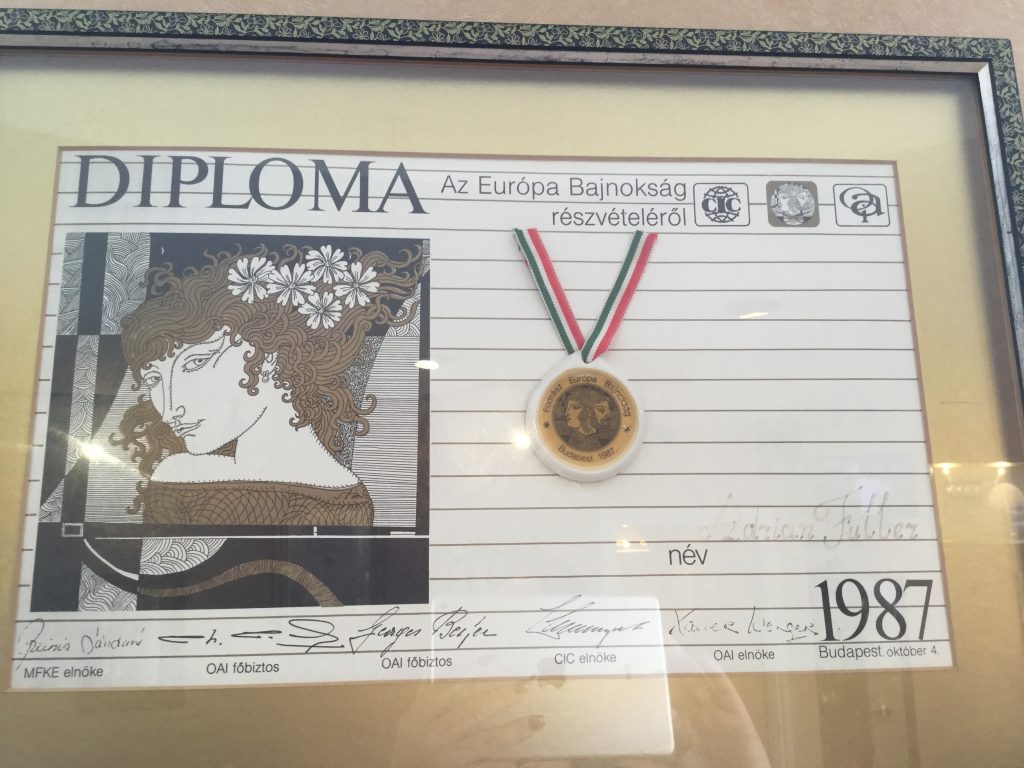 DIPLOMA
Az Európa Bajnokság
részvételéről
CIC
Fodrász Európa Bajnokság
Budapest 1987.
Adrian Fuller
név
Georges
1987
MFKE elnöke
OAI főbiztos
OAI főbiztos
CIC elnöke
OAI elnöke
Budapest. október 4.